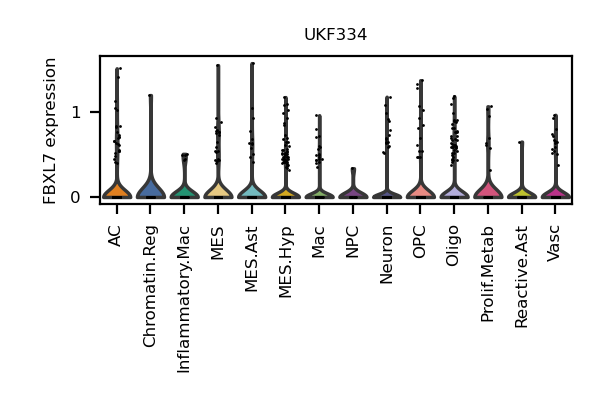 UKF334
FBXL7 expression
1
0
AC
Chromatin.Reg
Inflammatory.Mac
MES
MES.Ast
MES.Hyp
Mac
NPC
Neuron
OPC
Oligo
Prolif.Metab
Reactive.Ast
Vasc